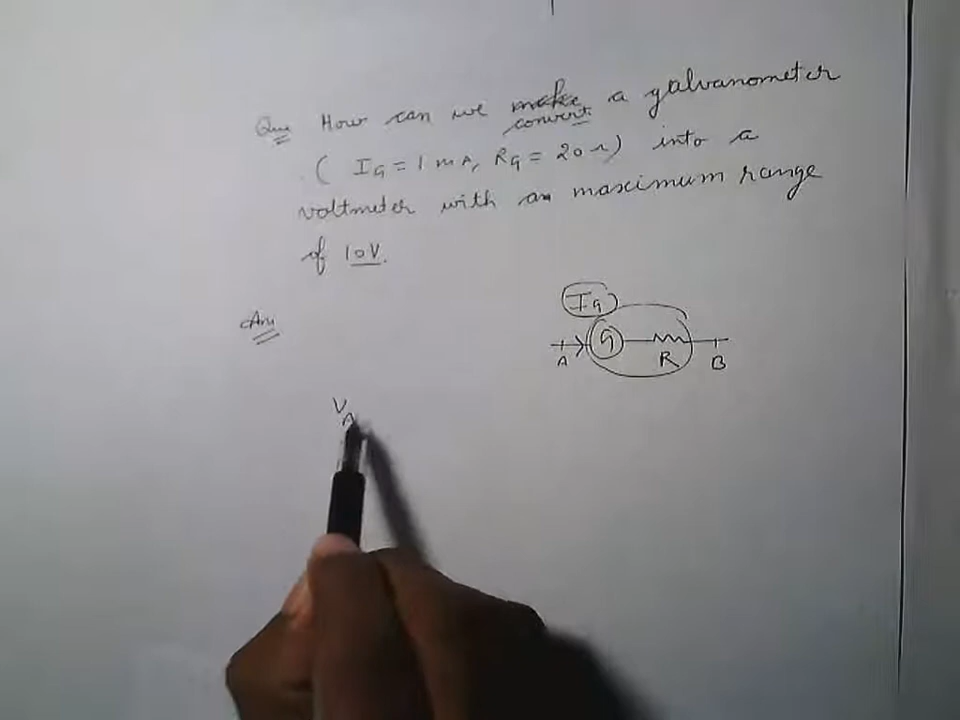 Que How can we make a galvanometer
convert
( IG = 1 mA, RG = 20 Ω) into a
voltmeter with an maximum range
of 10V.
Ans
IG
G
A
R
B
VA